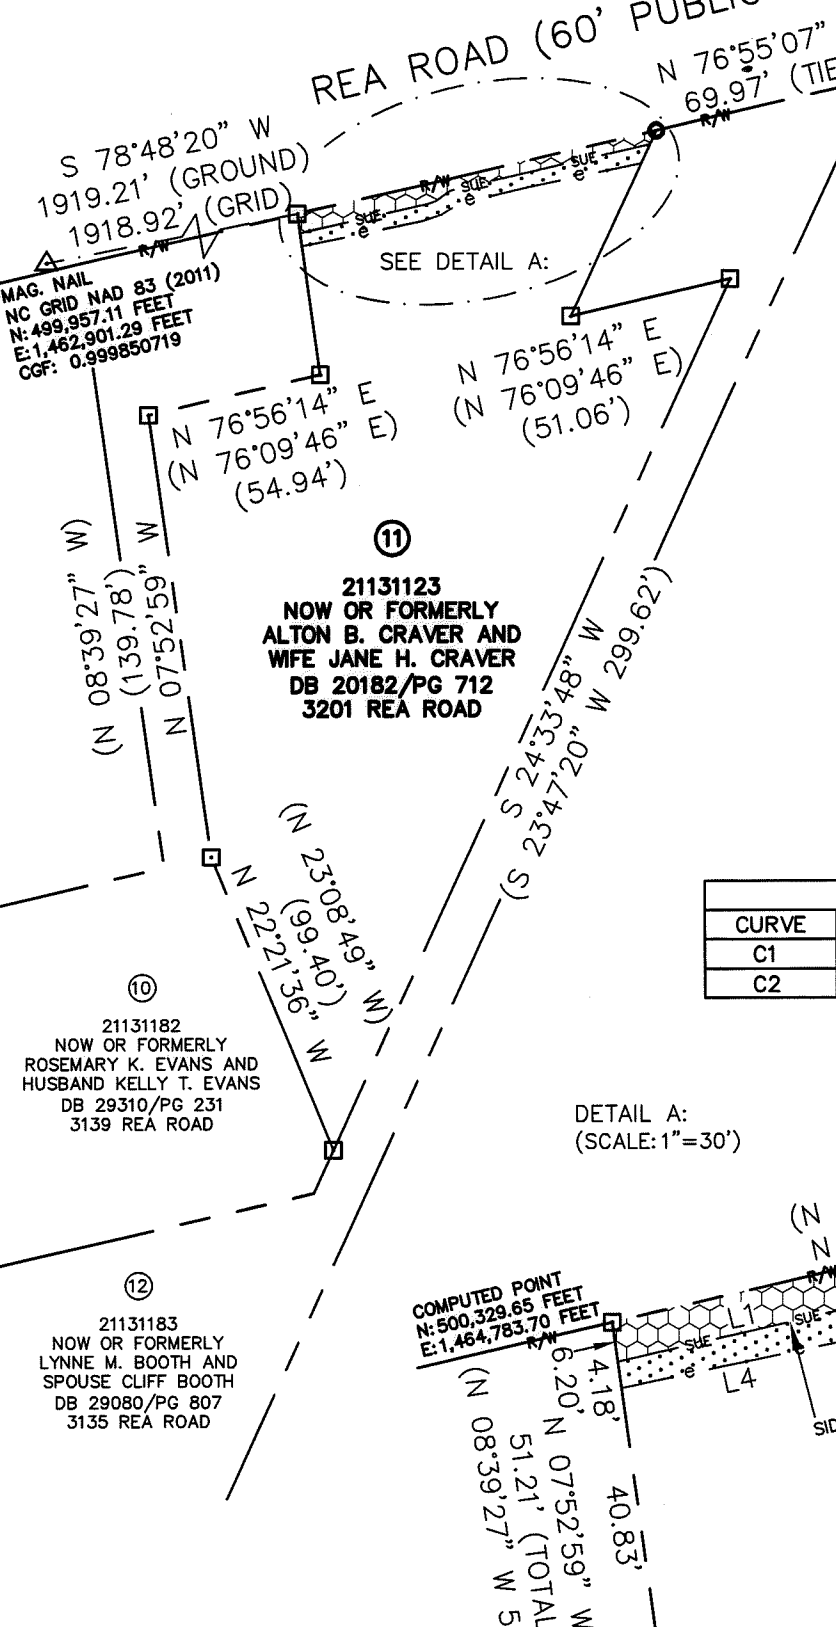 REA ROAD (60' PUBLIC
N 76°55'07"
69.97' (TIE
R/W
S 78°48'20" W
1919.21' (GROUND)
1918.92' (GRID)
R/W
R/W
SUE
e
SUE
e
SUE
e
SEE DETAIL A:
MAG. NAIL
NC GRID NAD 83 (2011)
N: 499,957.11 FEET
E: 1,462,901.29 FEET
CGF: 0.999850719
N 76°56'14" E
(N 76°09'46" E)
(54.94')
N 76°56'14" E
(N 76°09'46" E)
(51.06')
(N 08°39'27" W)
(139.78')
N 07°52'59" W
11
21131123
NOW OR FORMERLY
ALTON B. CRAVER AND
WIFE JANE H. CRAVER
DB 20182/PG 712
3201 REA ROAD
S 24°33'48" W
(S 23°47'20" W 299.62')
(N 23°08'49" W)
(99.40')
N 22°21'36" W
CURVE
C1
C2
10
21131182
NOW OR FORMERLY
ROSEMARY K. EVANS AND
HUSBAND KELLY T. EVANS
DB 29310/PG 231
3139 REA ROAD
DETAIL A:
(SCALE: 1"=30')
12
21131183
NOW OR FORMERLY
LYNNE M. BOOTH AND
SPOUSE CLIFF BOOTH
DB 29080/PG 807
3135 REA ROAD
COMPUTED POINT
N: 500,329.65 FEET
E: 1,464,783.70 FEET
R/W
(N
N
R/W
L1
SUE
SUE
e
L4
SID
4.18'
6.20'
40.83'
N 07°52'59" W
51.21' (TOTAL
(N 08°39'27" W 5